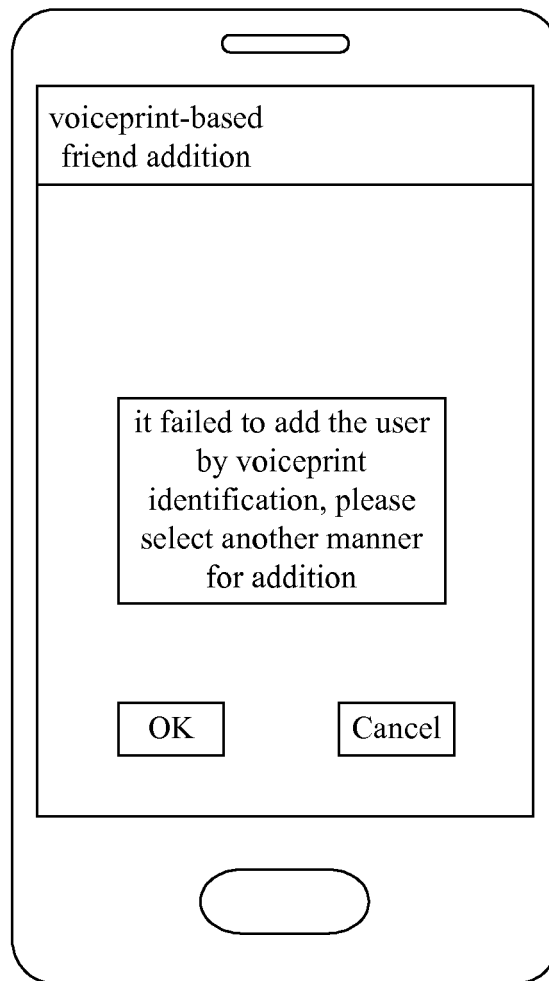 voiceprint-based
friend addition
it failed to add the user
by voiceprint
identification, please
select another manner
for addition
OK
Cancel